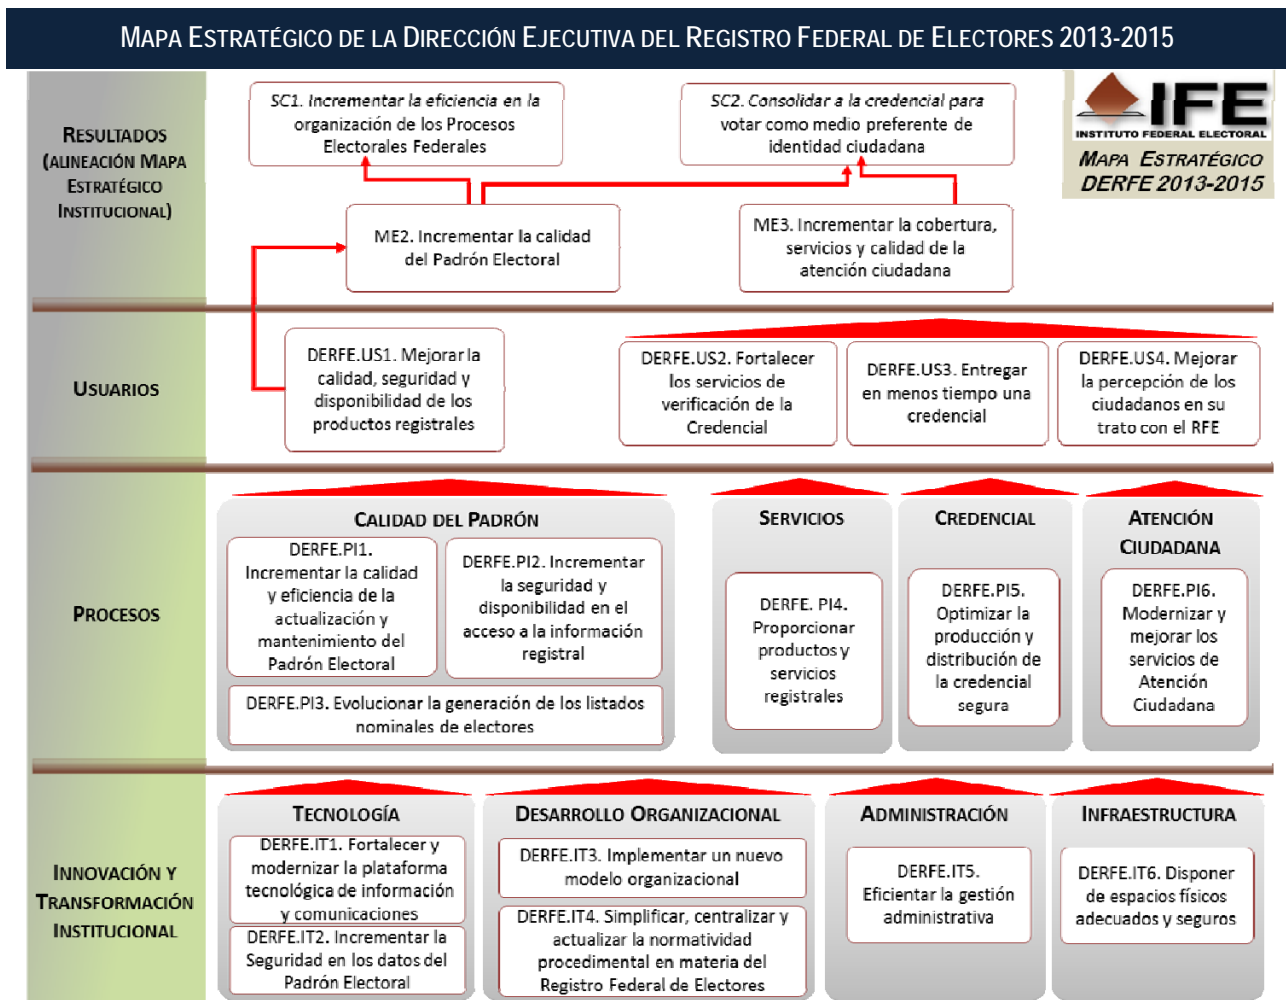 MAPA ESTRATÉGICO DE LA DIRECCIÓN EJECUTIVA DEL REGISTRO FEDERAL DE ELECTORES 2013-2015
RESULTADOS
(ALINEACIÓN MAPA
ESTRATÉGICO
INSTITUCIONAL)
SC1. Incrementar la eficiencia en la
organización de los Procesos
Electorales Federales
SC2. Consolidar a la credencial para
votar como medio preferente de
identidad ciudadana
IFE
INSTITUTO FEDERAL ELECTORAL
MAPA ESTRATÉGICO
DERFE 2013-2015
ME2. Incrementar la calidad
del Padrón Electoral
ME3. Incrementar la cobertura,
servicios y calidad de la
atención ciudadana
USUARIOS
DERFE.US1. Mejorar la
calidad, seguridad y
disponibilidad de los
productos registrales
DERFE.US2. Fortalecer
los servicios de
verificación de la
Credencial
DERFE.US3. Entregar
en menos tiempo una
credencial
DERFE.US4. Mejorar
la percepción de los
ciudadanos en su
trato con el RFE
PROCESOS
CALIDAD DEL PADRÓN
DERFE.PI1.
Incrementar la calidad
y eficiencia de la
actualización y
mantenimiento del
Padrón Electoral
DERFE.PI2. Incrementar
la seguridad y
disponibilidad en el
acceso a la información
registral
DERFE.PI3. Evolucionar la generación de los listados
nominales de electores
SERVICIOS
DERFE. PI4.
Proporcionar
productos y
servicios
registrales
CREDENCIAL
DERFE.PI5.
Optimizar la
producción y
distribución de
la credencial
segura
ATENCIÓN
CIUDADANA
DERFE.PI6.
Modernizar y
mejorar los
servicios de
Atención
Ciudadana
INNOVACIÓN Y
TRANSFORMACIÓN
INSTITUCIONAL
TECNOLOGÍA
DERFE.IT1. Fortalecer y
modernizar la plataforma
tecnológica de información
y comunicaciones
DERFE.IT2. Incrementar la
Seguridad en los datos del
Padrón Electoral
DESARROLLO ORGANIZACIONAL
DERFE.IT3. Implementar un nuevo
modelo organizacional
DERFE.IT4. Simplificar, centralizar y
actualizar la normatividad
procedimental en materia del
Registro Federal de Electores
ADMINISTRACIÓN
DERFE.IT5.
Eficientar la gestión
administrativa
INFRAESTRUCTURA
DERFE.IT6. Disponer
de espacios físicos
adecuados y seguros